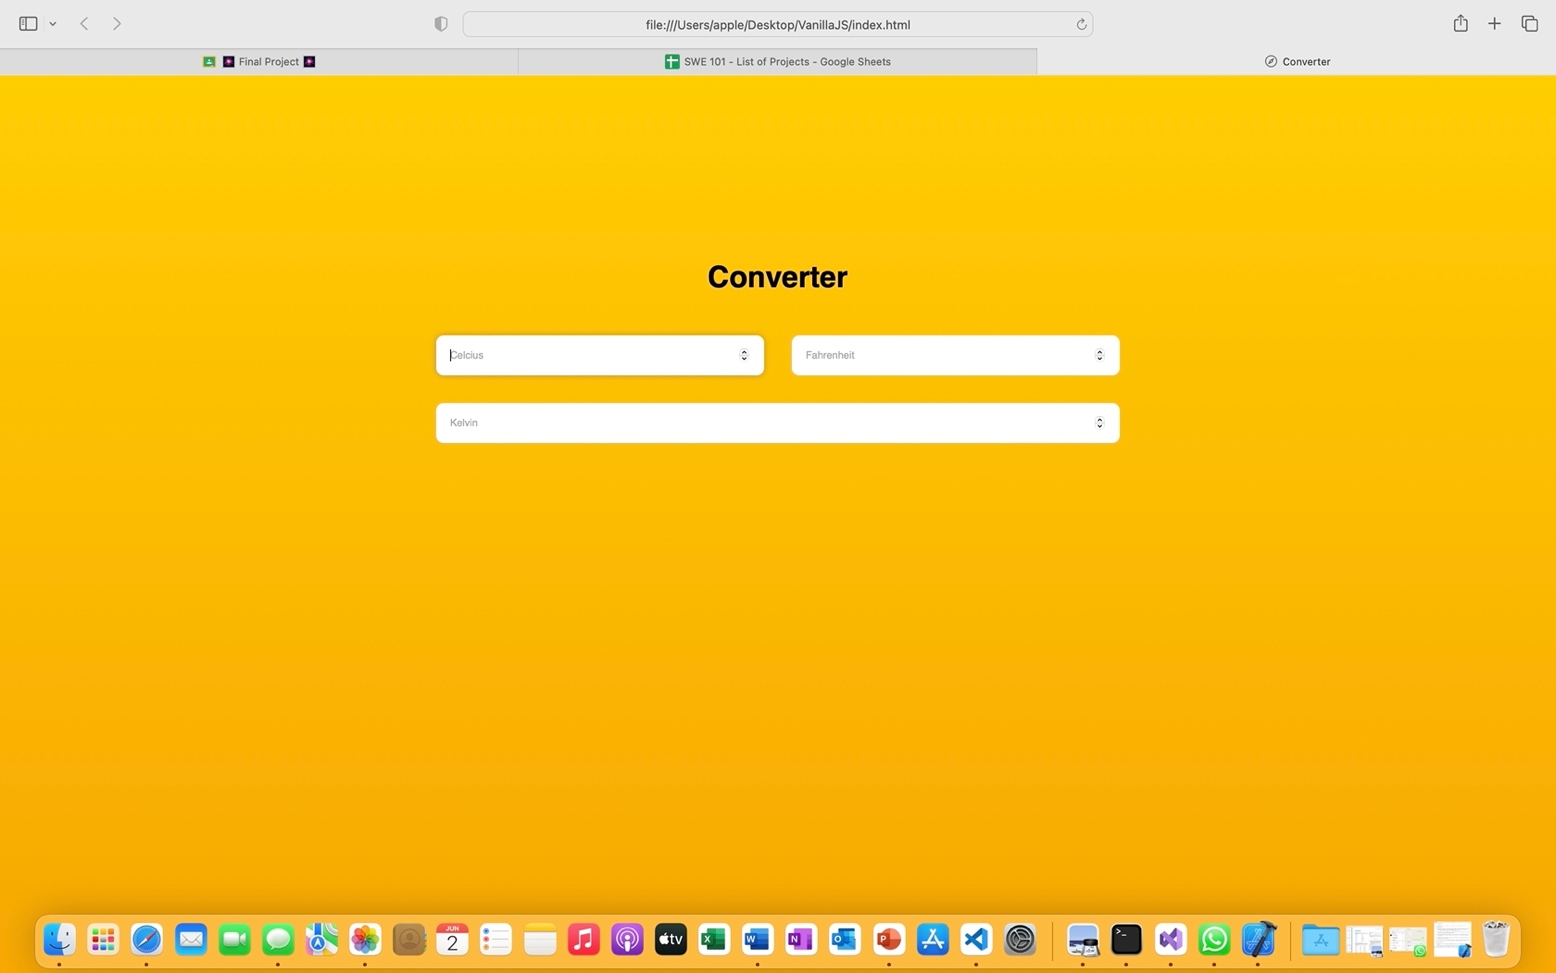 file:///Users/apple/Desktop/VanillaJS/index.html
Final Project
SWE 101 - List of Projects - Google Sheets
Converter
Converter
Celcius
Fahrenheit
Kelvin
JUN
2
tv
X
W
N
O
P
>_